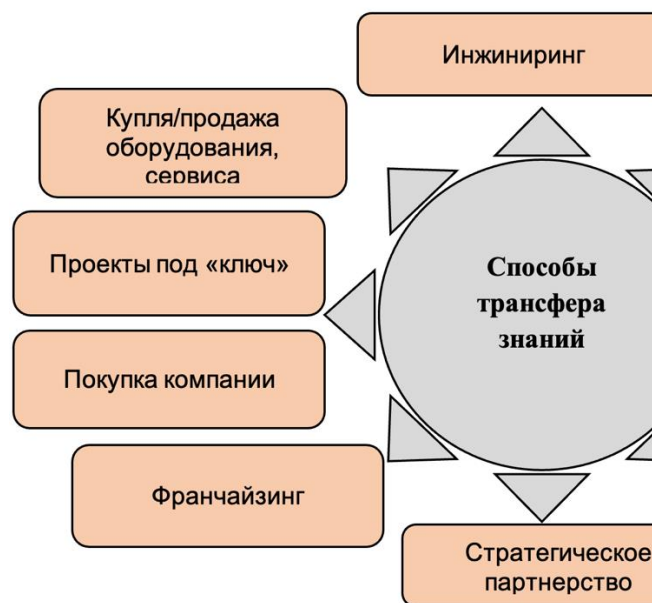 Инжиниринг
Купля/продажа
оборудования,
сервиса
Проекты под «ключ»
Способы
трансфера
знаний
Покупка компании
Франчайзинг
Стратегическое
партнерство